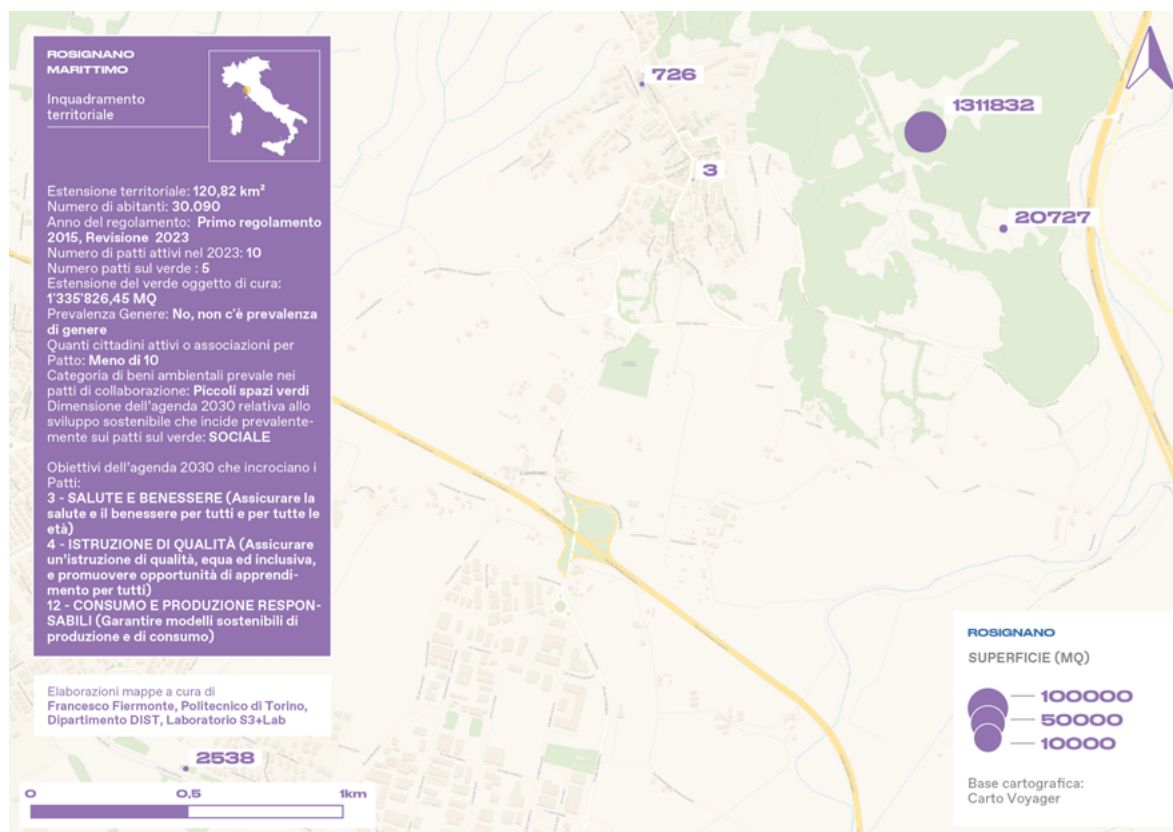 ROSIGNANO
MARITTIMO
Inquadramento
territoriale
Estensione territoriale: 120,82 km²
Numero di abitanti: 30.090
Anno del regolamento: Primo regolamento
2015, Revisione 2023
Numero di patti attivi nel 2023: 10
Numero patti sul verde : 5
Estensione del verde oggetto di cura:
1'335'826,45 MQ
Prevalenza Genere: No, non c'è prevalenza
di genere
Quanti cittadini attivi o associazioni per
Patto: Meno di 10
Categoria di beni ambientali prevale nei
patti di collaborazione: Piccoli spazi verdi
Dimensione dell'agenda 2030 relativa allo
sviluppo sostenibile che incide prevalente-
mente sui patti sul verde: SOCIALE
Obiettivi dell'agenda 2030 che incrociano i
Patti:
3 - SALUTE E BENESSERE (Assicurare la
salute e il benessere per tutti e per tutte le
età)
4 - ISTRUZIONE DI QUALITÀ (Assicurare
un'istruzione di qualità, equa ed inclusiva,
e promuovere opportunità di apprendi-
mento per tutti)
12 - CONSUMO E PRODUZIONE RESPON-
SABILI (Garantire modelli sostenibili di
produzione e di consumo)
Elaborazioni mappe a cura di
Francesco Fiermonte, Politecnico di Torino,
Dipartimento DIST, Laboratorio S3+Lab
726
1311832
3
20727
2538
0 0,5 1km
ROSIGNANO
SUPERFICIE (MQ)
100000
50000
10000
Base cartografica:
Carto Voyager